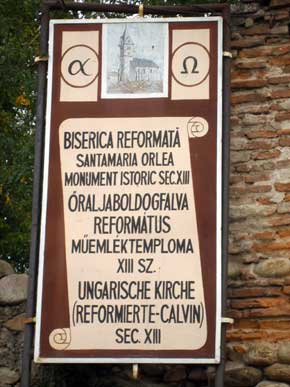 α Ω
BISERICA REFORMATĂ
SANTAMARIA ORLEA
MONUMENT ISTORIC SEC.XIII
ŐRALJABOLDOGFALVA
REFORMÁTUS
MŰEMLÉKTEMPLOMA
XIII SZ.
UNGARISCHE KIRCHE
(REFORMIERTE-CALVIN)
SEC. XIII